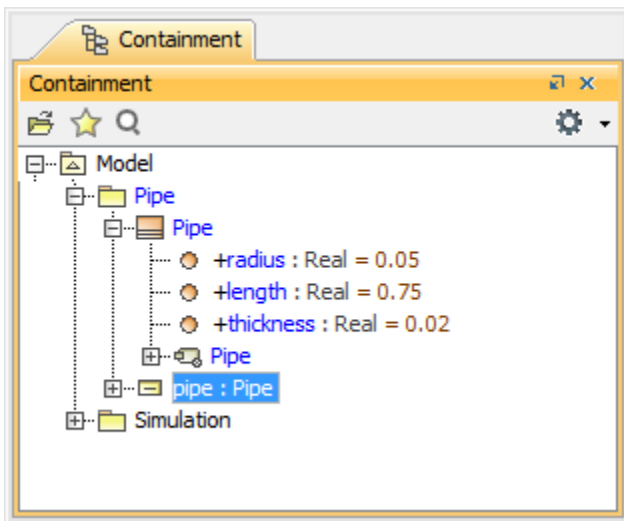 Containment
Containment
Model
Pipe
Pipe
+radius : Real = 0.05
+length : Real = 0.75
+thickness : Real = 0.02
Pipe
pipe : Pipe
Simulation